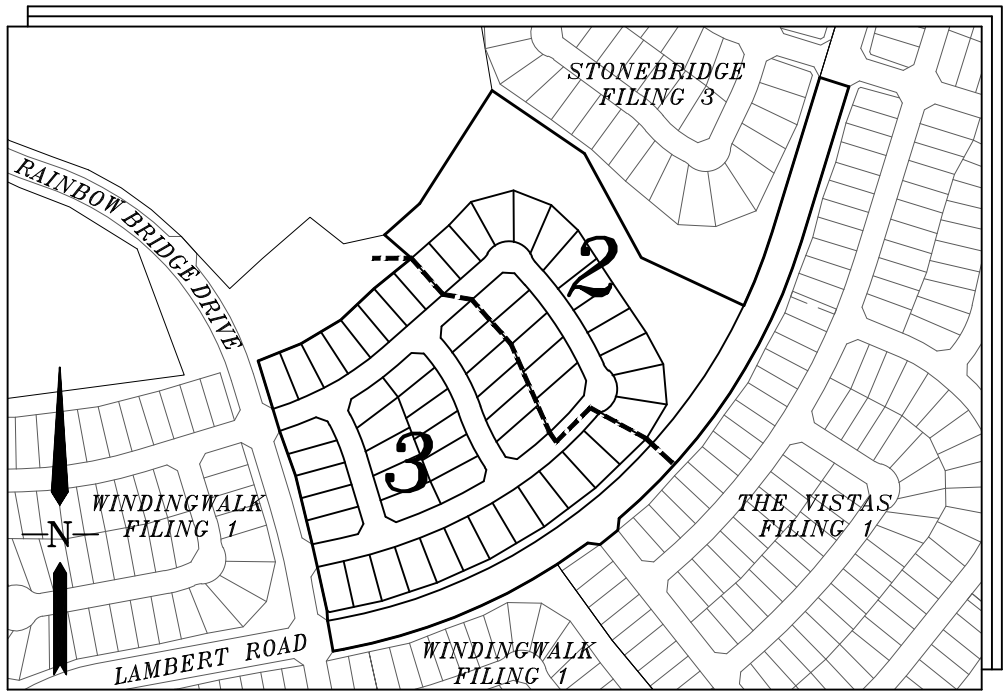 STONEBRIDGE
FILING 3
RAINBOW BRIDGE DRIVE
2
3
WINDINGWALK
FILING 1
N
THE VISTAS
FILING 1
LAMBERT ROAD
WINDINGWALK
FILING 1